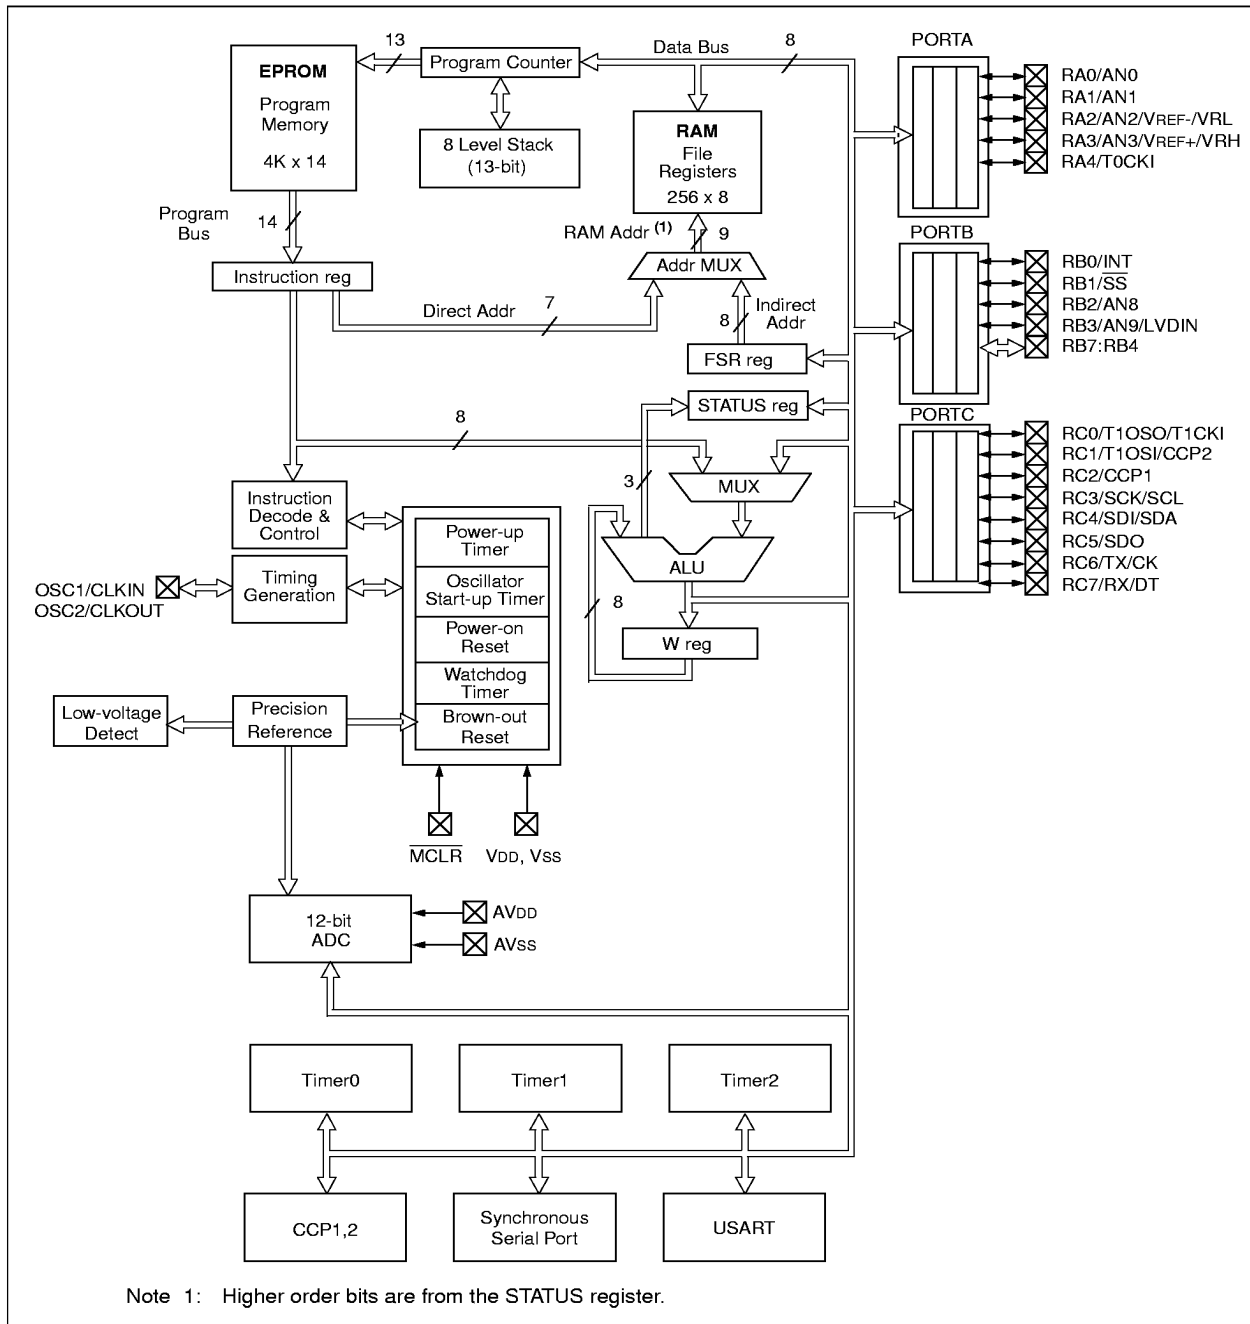 13
EPROM
Program
Memory
4K x 14
Program Counter
8 Level Stack
(13-bit)
Data Bus
8
RAM
File
Registers
256 x 8
RAM Addr (1)
9
Addr MUX
Program
Bus
14
Instruction reg
Direct Addr
7
8
Indirect
Addr
FSR reg
STATUS reg
8
3
MUX
ALU
8
W reg
Instruction
Decode &
Control
Timing
Generation
OSC1/CLKIN
OSC2/CLKOUT
Power-up
Timer
Oscillator
Start-up Timer
Power-on
Reset
Watchdog
Timer
Brown-out
Reset
Low-voltage
Detect
Precision
Reference
MCLR
VDD, VSS
12-bit
ADC
AVDD
AVSS
PORTA
RA0/AN0
RA1/AN1
RA2/AN2/VREF-/VRL
RA3/AN3/VREF+/VRH
RA4/T0CKI
PORTB
RB0/INT
RB1/SS
RB2/AN8
RB3/AN9/LVDIN
RB7:RB4
PORTC
RC0/T1OSO/T1CKI
RC1/T1OSI/CCP2
RC2/CCP1
RC3/SCK/SCL
RC4/SDI/SDA
RC5/SDO
RC6/TX/CK
RC7/RX/DT
Timer0
Timer1
Timer2
CCP1,2
Synchronous
Serial Port
USART
Note 1: Higher order bits are from the STATUS register.